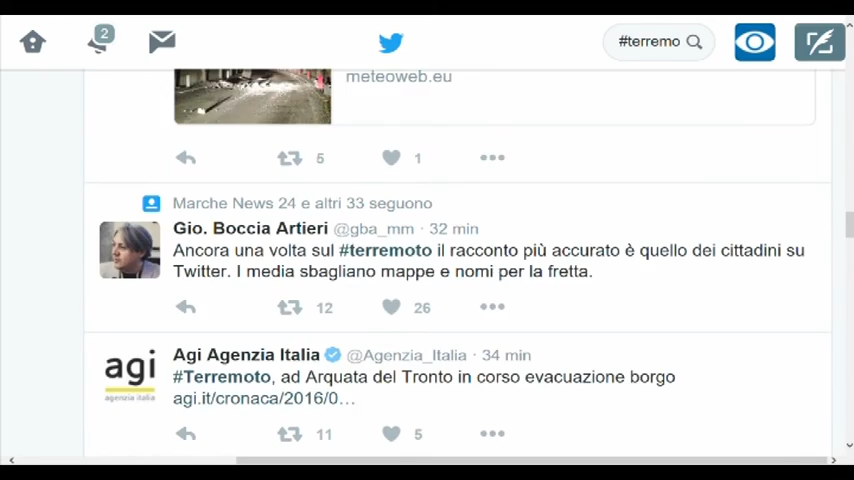 2
#terremo
meteoweb.eu
5
1
Marche News 24 e altri 33 seguono
Gio. Boccia Artieri @gba_mm · 32 min
Ancora una volta sul #terremoto il racconto più accurato è quello dei cittadini su
Twitter. I media sbagliano mappe e nomi per la fretta.
12
26
agi
agenzia italia
Agi Agenzia Italia @Agenzia_Italia · 34 min
#Terremoto, ad Arquata del Tronto in corso evacuazione borgo
agi.it/cronaca/2016/0…
11
5